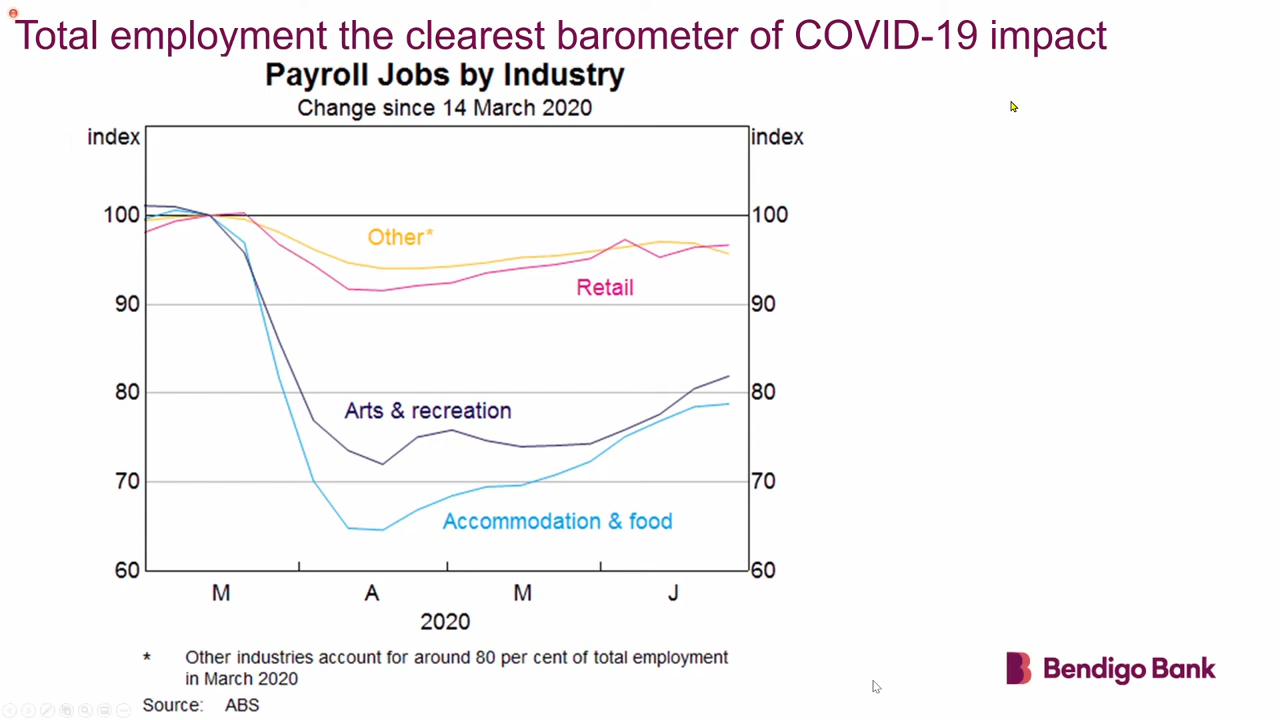 Total employment the clearest barometer of COVID-19 impact
Payroll Jobs by Industry
Change since 14 March 2020
index
index
100
100
Other*
Retail
90
90
80
80
Arts & recreation
70
70
Accommodation & food
60
60
M
A
M
J
2020
* Other industries account for around 80 per cent of total employment
in March 2020
Source: ABS
Bendigo Bank